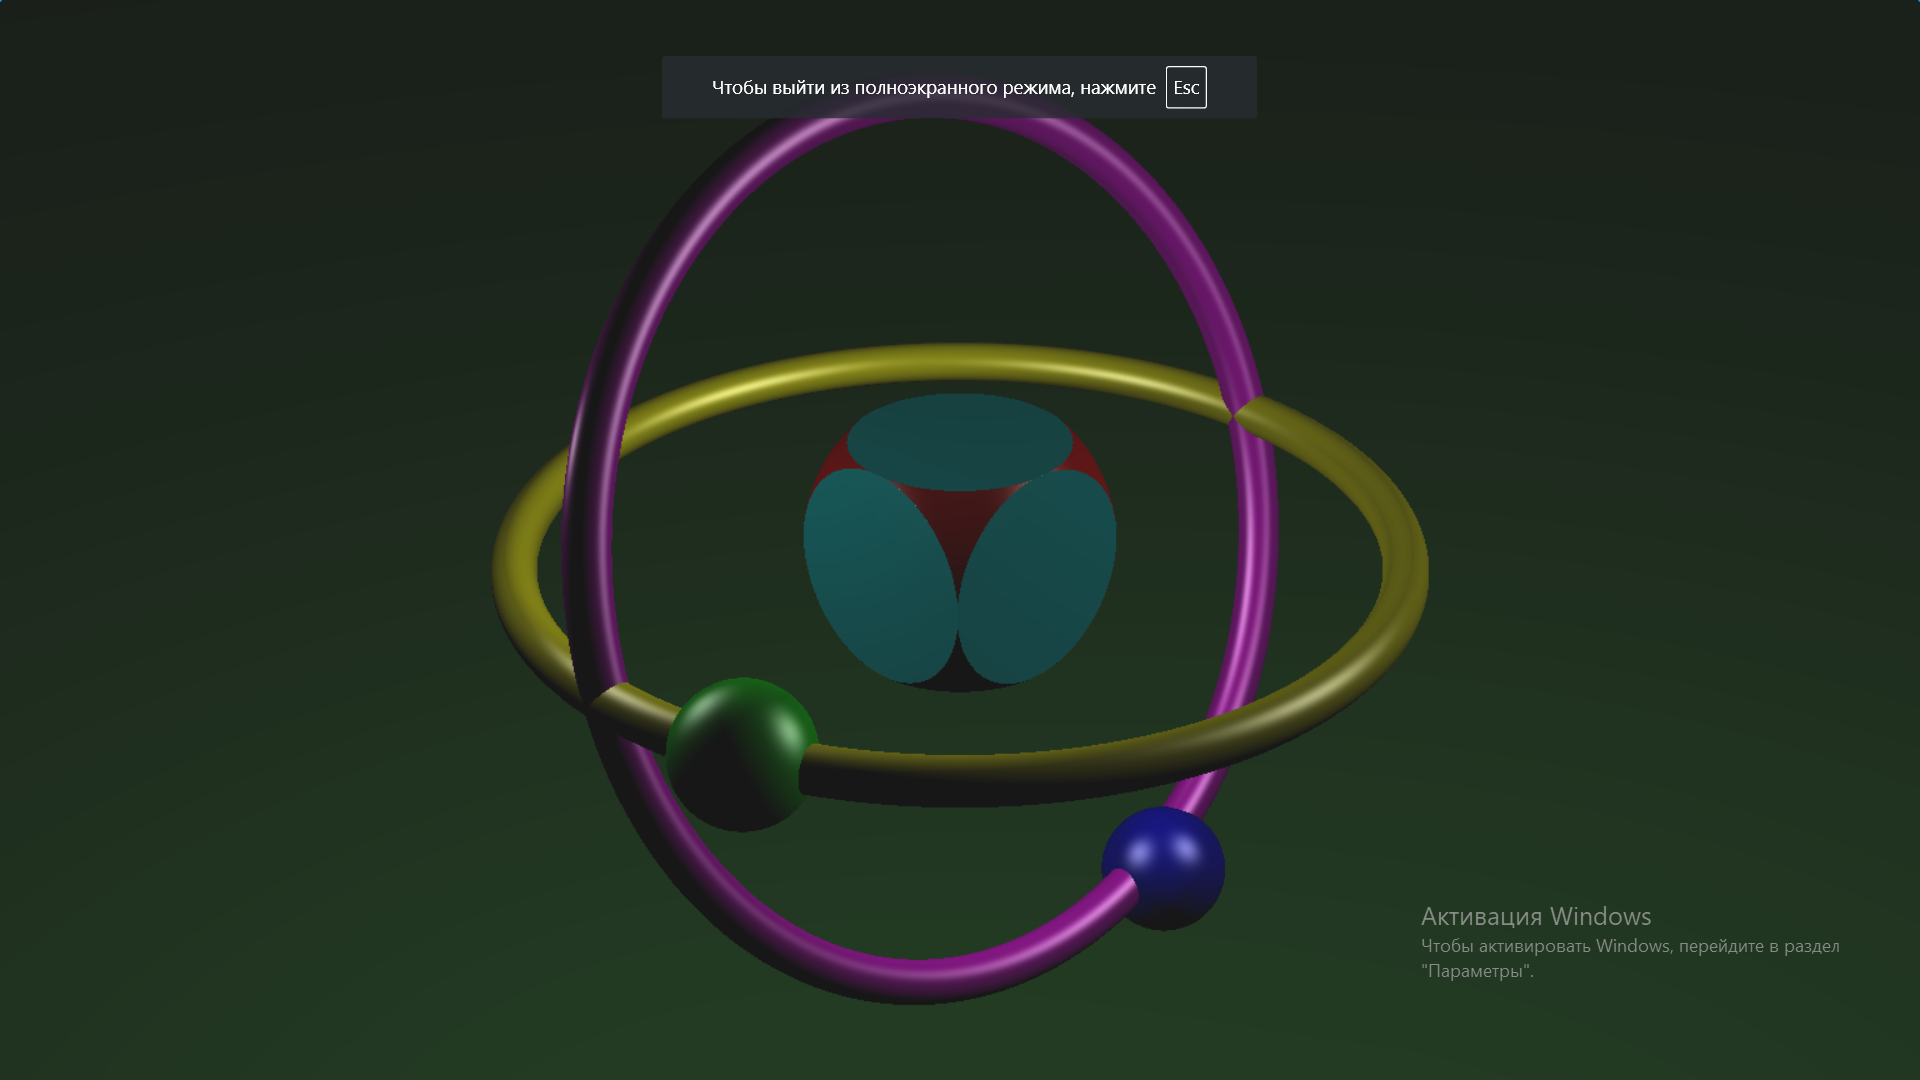 Чтобы выйти из полноэкранного режима, нажмите Esc
Активация Windows
Чтобы активировать Windows, перейдите в раздел
"Параметры".